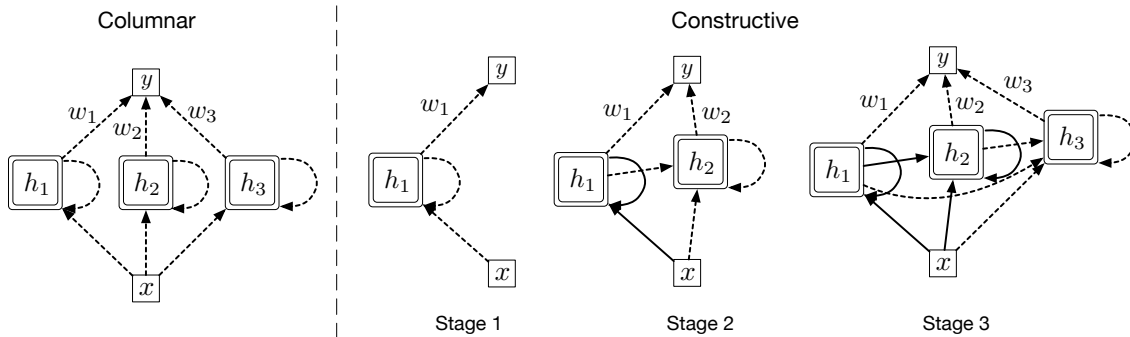 Columnar
Constructive
y
w₁ w₂ w₃
h₁ h₂ h₃
x
y
w₁
h₁
x
Stage 1
y
w₁ w₂
h₁ h₂
x
Stage 2
y
w₁ w₂ w₃
h₁ h₂ h₃
x
Stage 3